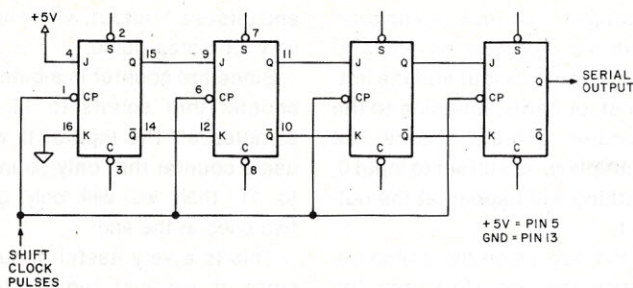 +5V
2
7
4
J
S
Q
15
9
J
S
Q
11
J
S
Q
J
S
Q
SERIAL
OUTPUT
1
CP
6
CP
CP
CP
16
K
Q̅
14
12
K
Q̅
10
K
Q̅
K
Q̅
C
C
C
C
3
+5V = PIN 5
GND = PIN 13
SHIFT
CLOCK
PULSES